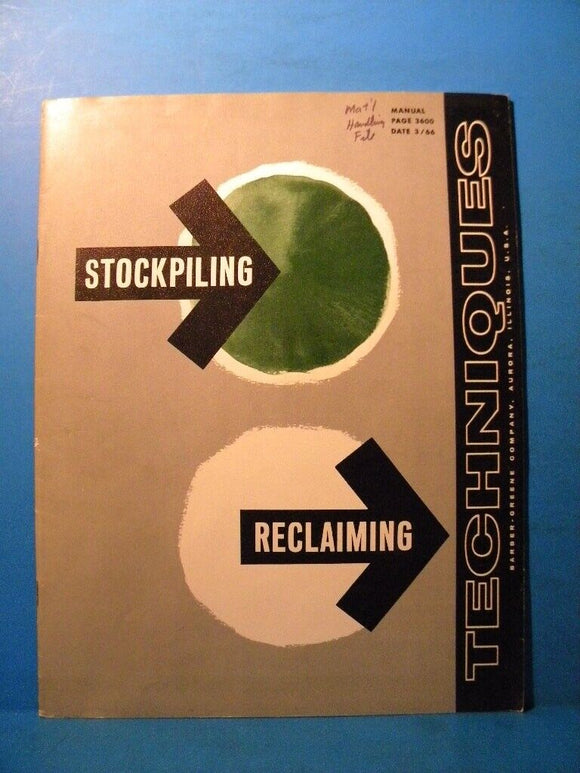 Mat'l
Handling
File
MANUAL
PAGE 3600
DATE 3/66
STOCKPILING
RECLAIMING
TECHNIQUES
BARBER-GREENE COMPANY, AURORA, ILLINOIS, U.S.A.